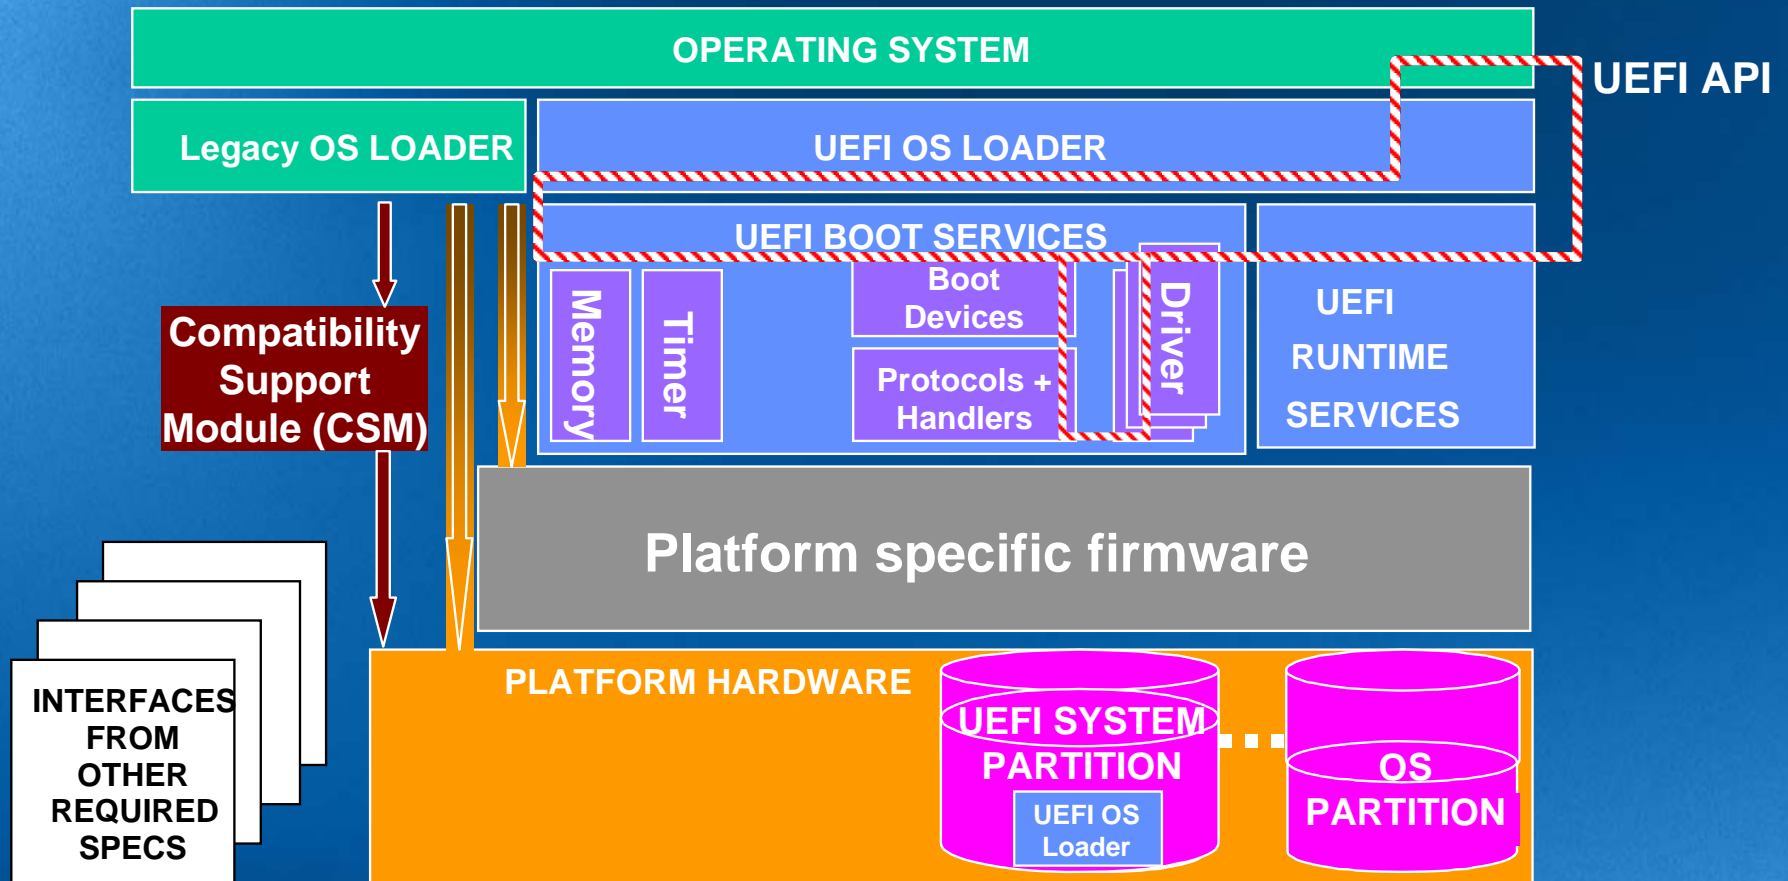 OPERATING SYSTEM
UEFI API
Legacy OS LOADER
UEFI OS LOADER
UEFI BOOT SERVICES
Memory
Timer
Boot
Devices
Protocols +
Handlers
Driver
UEFI
RUNTIME
SERVICES
Compatibility
Support
Module (CSM)
Platform specific firmware
INTERFACES
FROM
OTHER
REQUIRED
SPECS
PLATFORM HARDWARE
UEFI SYSTEM
PARTITION
UEFI OS
Loader
OS
PARTITION